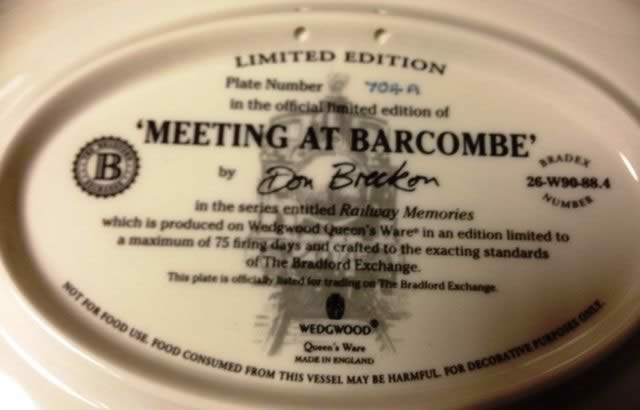 LIMITED EDITION
Plate Number 704A
in the official limited edition of
'MEETING AT BARCOMBE'
by Don Breckon
in the series entitled Railway Memories
which is produced on Wedgwood Queen's Ware® in an edition limited to
a maximum of 75 firing days and crafted to the exacting standards
of The Bradford Exchange.
This plate is officially listed for trading on The Bradford Exchange.
B
BRADEX
26-W90-88.4
NUMBER
WEDGWOOD®
Queen's Ware
MADE IN ENGLAND
NOT FOR FOOD USE. FOOD CONSUMED FROM THIS VESSEL MAY BE HARMFUL. FOR DECORATIVE PURPOSES ONLY.